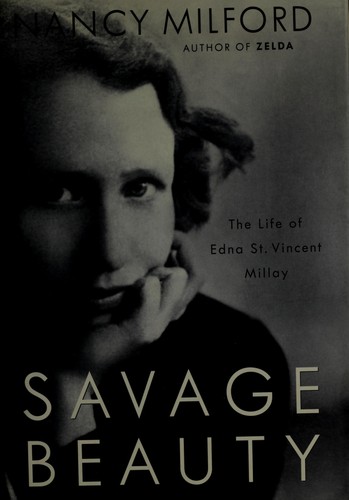 NANCY MILFORD
AUTHOR OF ZELDA
The Life of
Edna St. Vincent
Millay
SAVAGE
BEAUTY